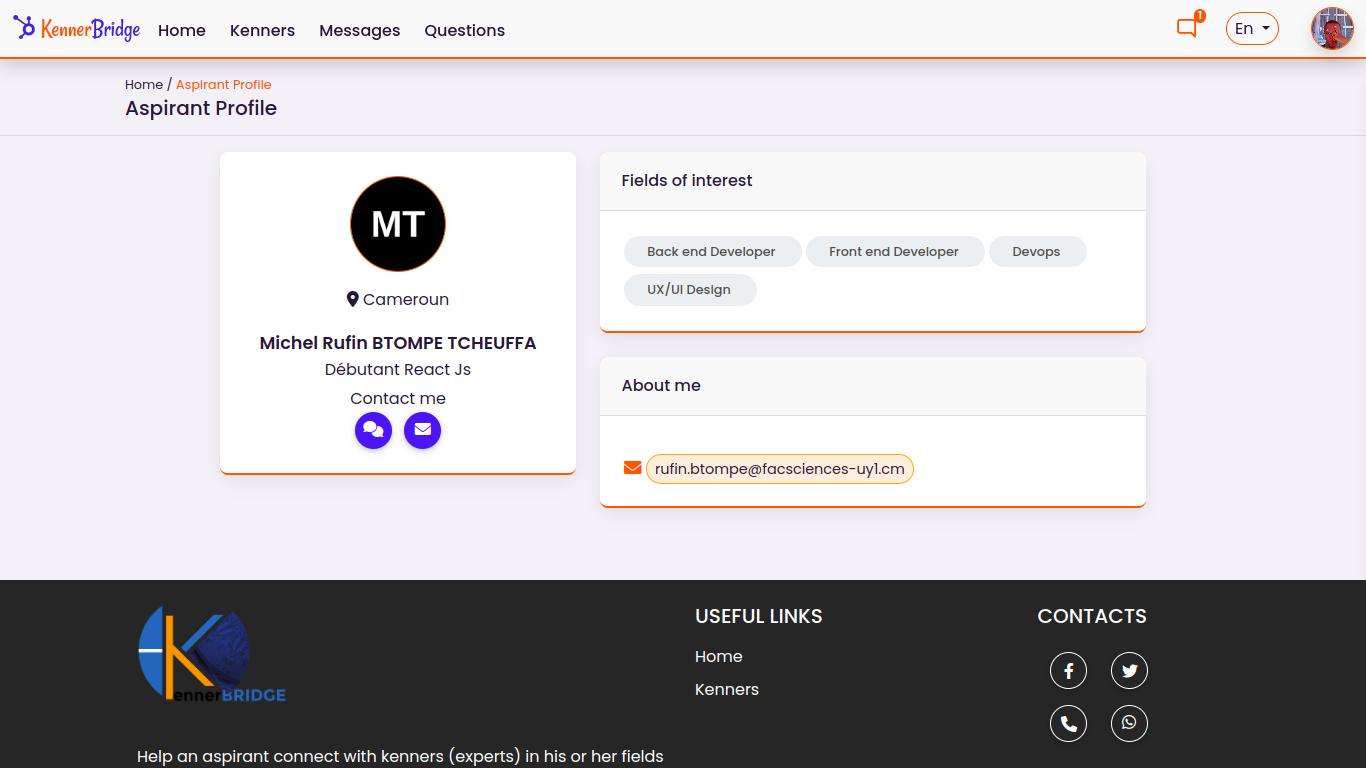 KennerBridge Home Kenners Messages Questions 1 En
Home / Aspirant Profile
Aspirant Profile
MT
Cameroun
Michel Rufin BTOMPE TCHEUFFA
Débutant React Js
Contact me
Fields of interest
Back end Developer Front end Developer Devops
UX/UI Design
About me
rufin.btompe@facsciences-uy1.cm
KennerBRIDGE
Help an aspirant connect with kenners (experts) in his or her fields
USEFUL LINKS
Home
Kenners
CONTACTS